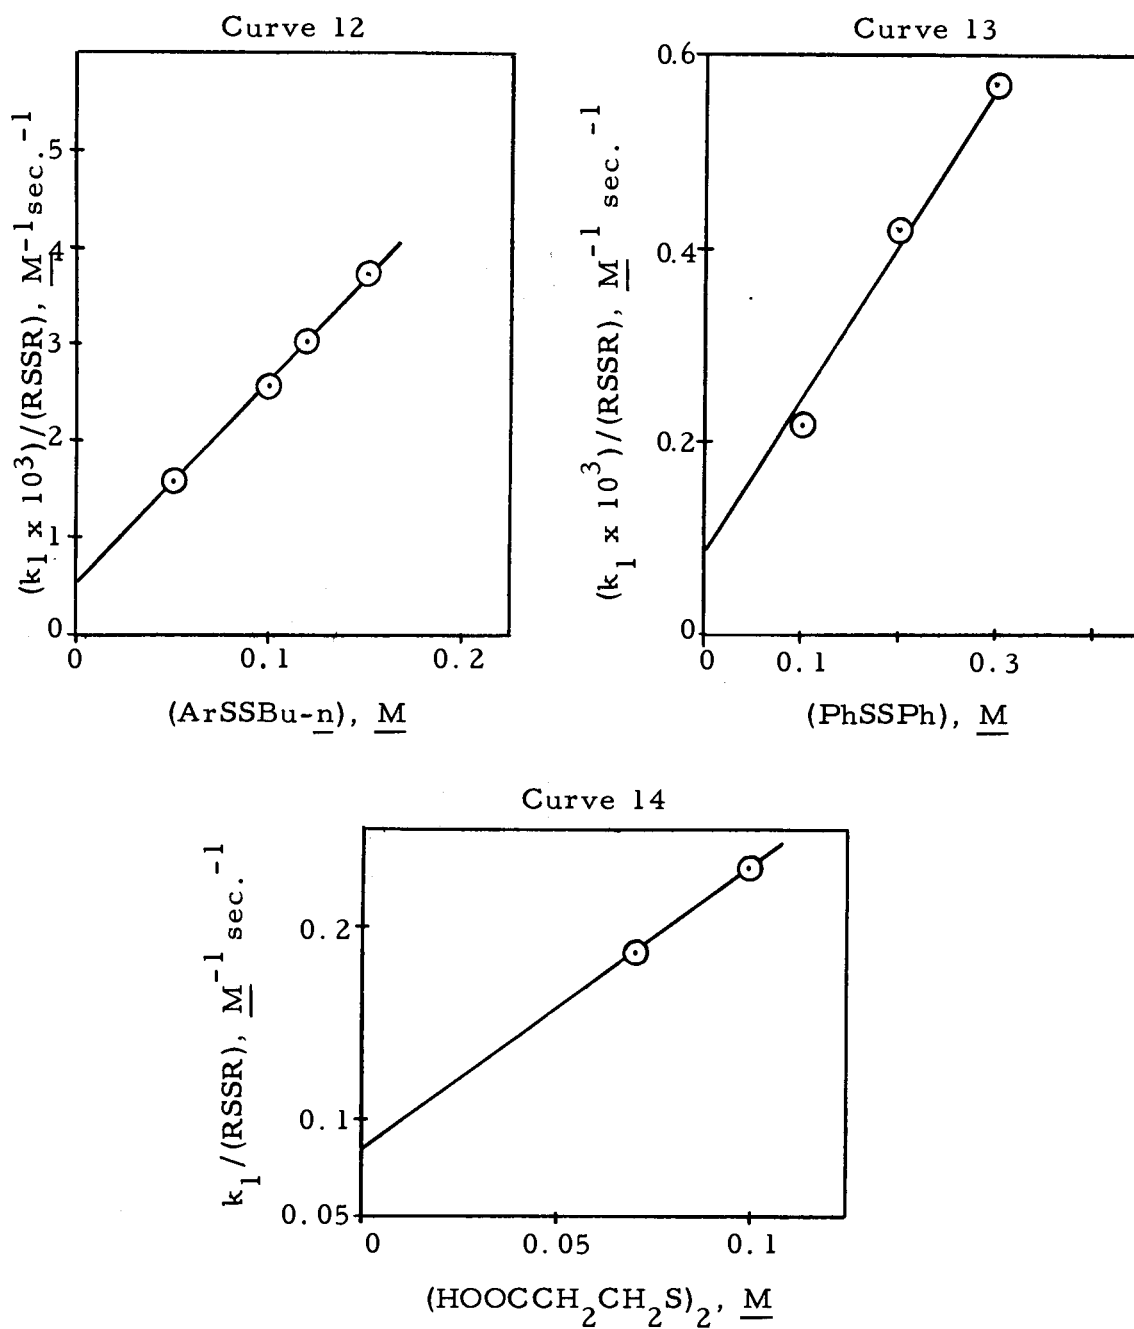 Curve 12
(k1 x 10^3)/(RSSR), M^-1 sec.^-1
5
4
3
2
1
0
0
0.1
0.2
(ArSSBu-n), M
Curve 13
(k1 x 10^3)/(RSSR), M^-1 sec.^-1
0.6
0.4
0.2
0
0
0.1
0.3
(PhSSPh), M
Curve 14
k1/(RSSR), M^-1 sec.^-1
0.2
0.1
0.05
0
0.05
0.1
(HOOCCH2CH2S)2, M